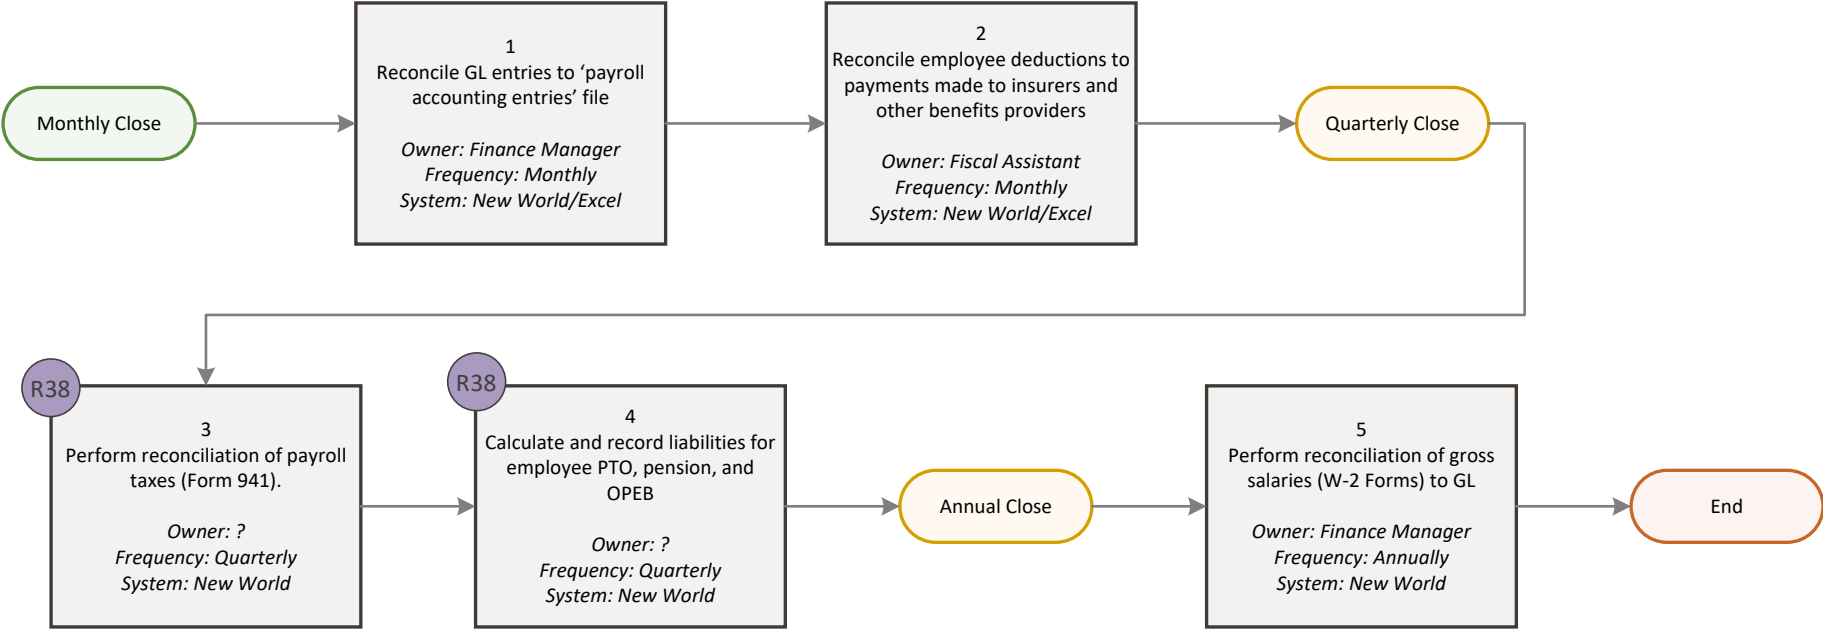 Monthly Close
1
Reconcile GL entries to ‘payroll
accounting entries’ file
Owner: Finance Manager
Frequency: Monthly
System: New World/Excel
2
Reconcile employee deductions to
payments made to insurers and
other benefits providers
Owner: Fiscal Assistant
Frequency: Monthly
System: New World/Excel
Quarterly Close
R38
3
Perform reconciliation of payroll
taxes (Form 941).
Owner: ?
Frequency: Quarterly
System: New World
R38
4
Calculate and record liabilities for
employee PTO, pension, and
OPEB
Owner: ?
Frequency: Quarterly
System: New World
Annual Close
5
Perform reconciliation of gross
salaries (W-2 Forms) to GL
Owner: Finance Manager
Frequency: Annually
System: New World
End